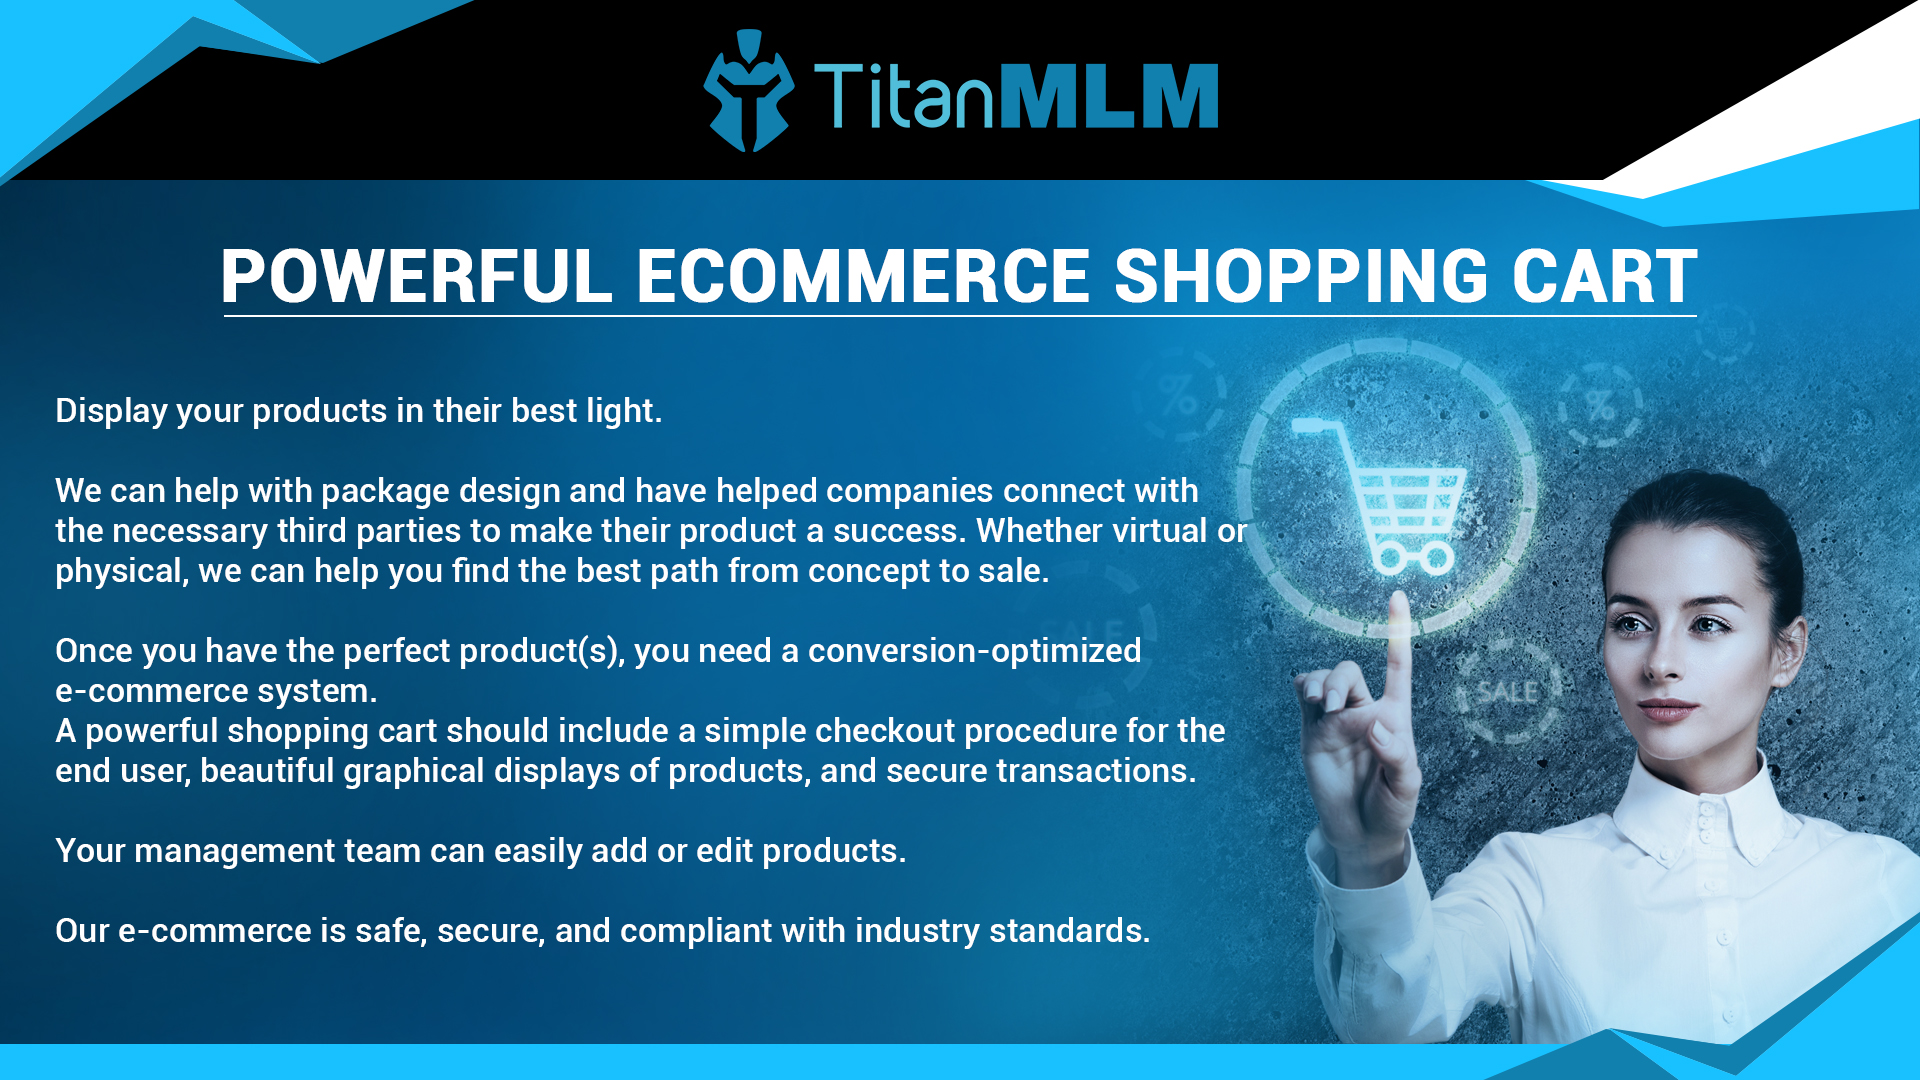 TitanMLM
POWERFUL ECOMMERCE SHOPPING CART
Display your products in their best light.
We can help with package design and have helped companies connect with
the necessary third parties to make their product a success. Whether virtual or
physical, we can help you find the best path from concept to sale.
Once you have the perfect product(s), you need a conversion-optimized
e-commerce system.
A powerful shopping cart should include a simple checkout procedure for the
end user, beautiful graphical displays of products, and secure transactions.
Your management team can easily add or edit products.
Our e-commerce is safe, secure, and compliant with industry standards.
%
%
SALE
SALE